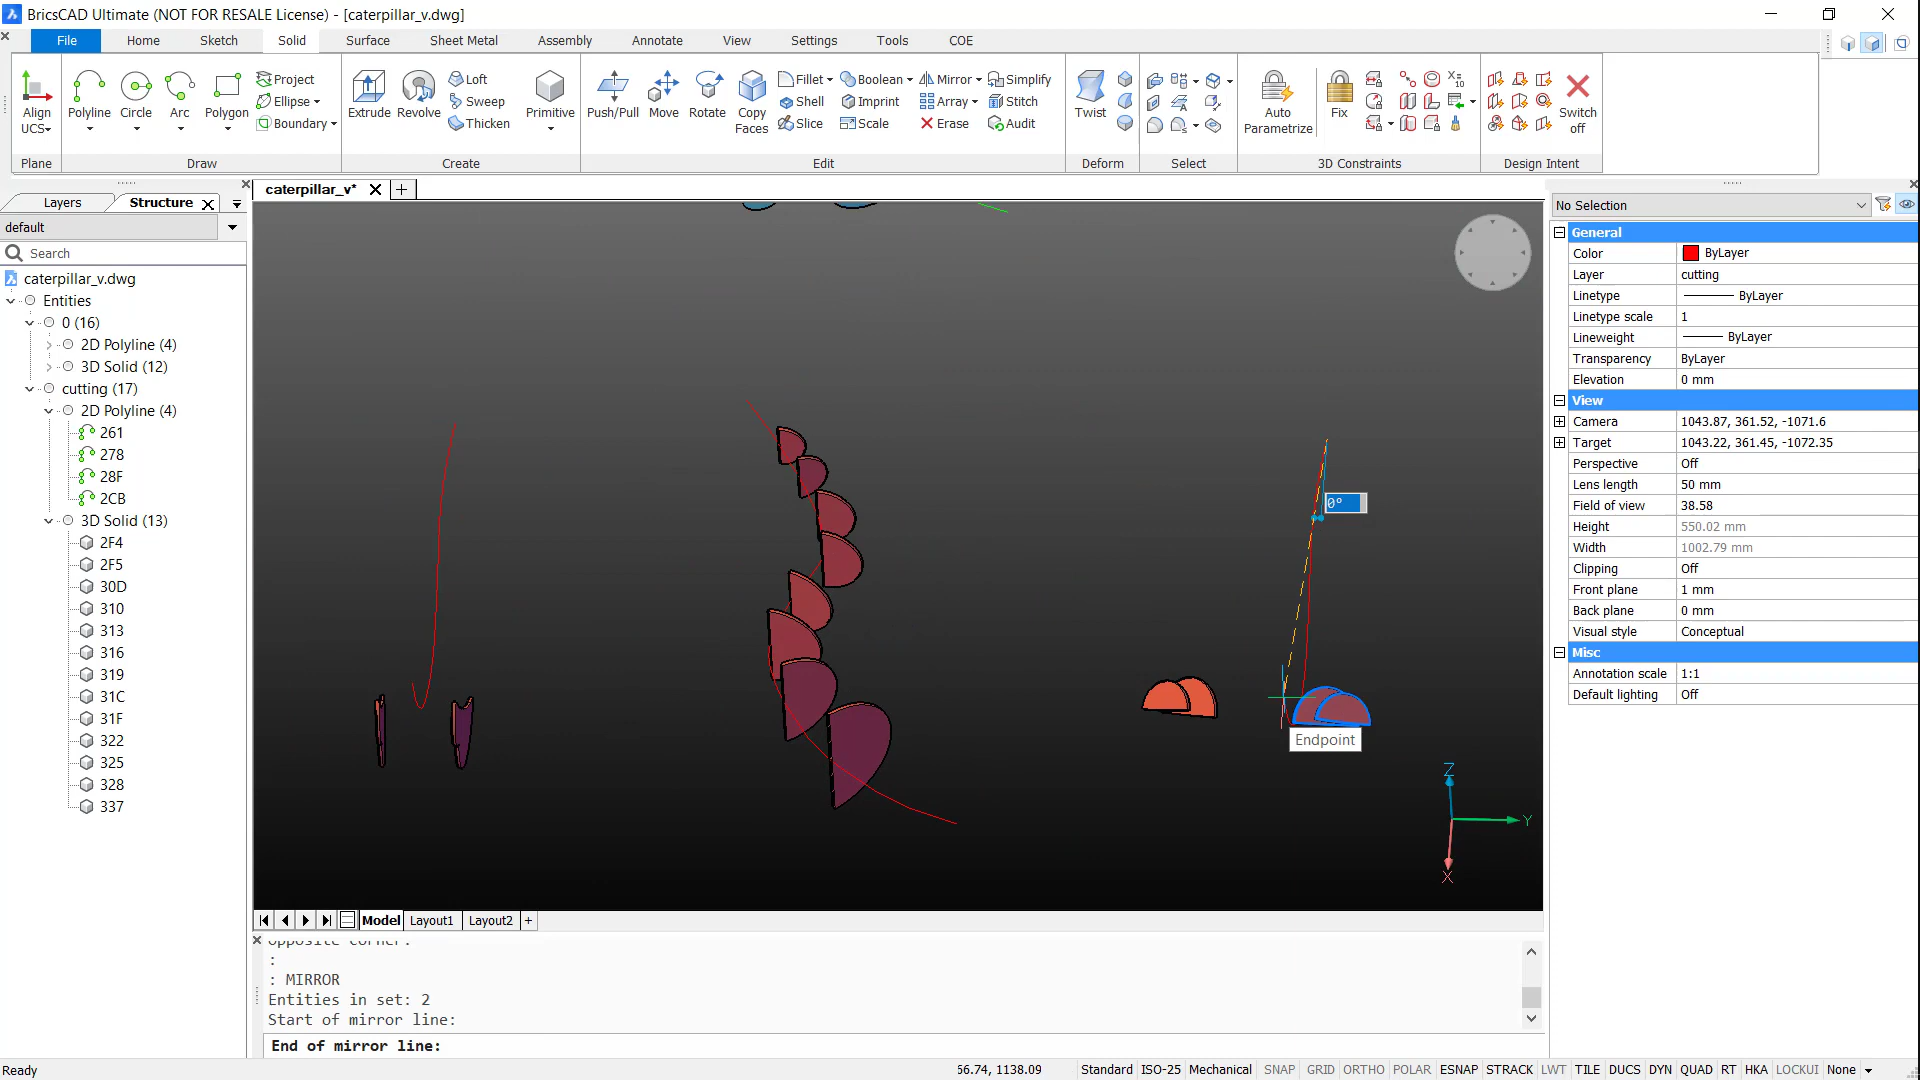 BricsCAD Ultimate (NOT FOR RESALE License) - [caterpillar_v.dwg]
File Home Sketch Solid Surface Sheet Metal Assembly Annotate View Settings Tools COE
Align UCS
Polyline Circle Arc Polygon
Project
Ellipse
Boundary
Extrude Revolve
Loft
Sweep
Thicken
Primitive
Push/Pull Move Rotate Copy Faces
Fillet Boolean Mirror Simplify
Shell Imprint Array Stitch
Slice Scale Erase Audit
Twist
Auto Parametrize
Fix
Switch off
Plane Draw Create Edit Deform Select 3D Constraints Design Intent
Layers Structure
default
Search
caterpillar_v.dwg
Entities
0 (16)
2D Polyline (4)
3D Solid (12)
cutting (17)
2D Polyline (4)
261
278
28F
2CB
3D Solid (13)
2F4
2F5
30D
310
313
316
319
31C
31F
322
325
328
337
caterpillar_v*
0°
Endpoint
Z
Y
X
Model Layout1 Layout2
Opposite corner:
:
: MIRROR
Entities in set: 2
Start of mirror line:
End of mirror line:
No Selection
General
Color ByLayer
Layer cutting
Linetype ByLayer
Linetype scale 1
Lineweight ByLayer
Transparency ByLayer
Elevation 0 mm
View
Camera 1043.87, 361.52, -1071.6
Target 1043.22, 361.45, -1072.35
Perspective Off
Lens length 50 mm
Field of view 38.58
Height 550.02 mm
Width 1002.79 mm
Clipping Off
Front plane 1 mm
Back plane 0 mm
Visual style Conceptual
Misc
Annotation scale 1:1
Default lighting Off
Ready
56.74, 1138.09 Standard ISO-25 Mechanical SNAP GRID ORTHO POLAR ESNAP STRACK LWT TILE DUCS DYN QUAD RT HKA LOCKUI None